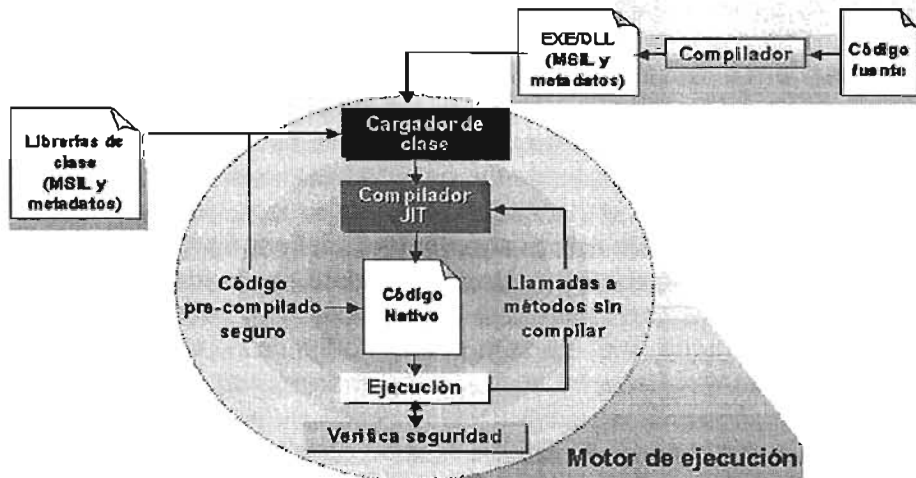 EXE/DLL
(MSIL y
metadatos)
Compilador
Código
fuente
Cargador de
clase
Librerías de
clase
(MSIL y
metadatos)
Compilador
JIT
Código
pre-compilado
seguro
Código
Nativo
Llamadas a
métodos sin
compilar
Ejecución
Verifica seguridad
Motor de ejecución